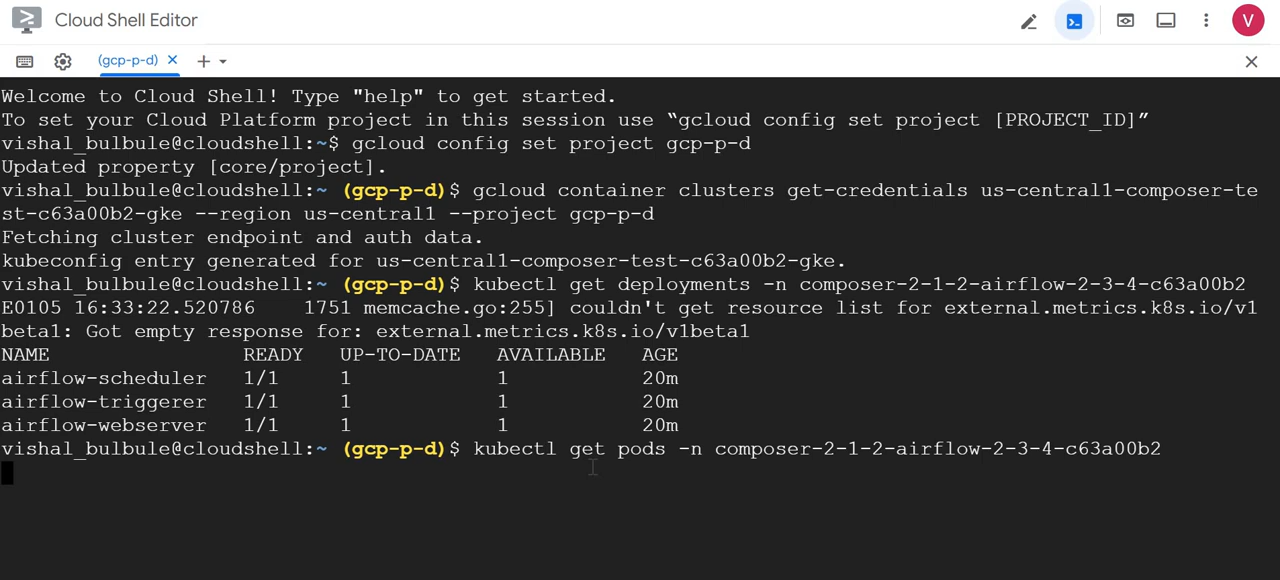 Cloud Shell Editor
V
(gcp-p-d)
Welcome to Cloud Shell! Type "help" to get started.
To set your Cloud Platform project in this session use “gcloud config set project [PROJECT_ID]”
vishal_bulbule@cloudshell:~$ gcloud config set project gcp-p-d
Updated property [core/project].
vishal_bulbule@cloudshell:~ (gcp-p-d)$ gcloud container clusters get-credentials us-central1-composer-te
st-c63a00b2-gke --region us-central1 --project gcp-p-d
Fetching cluster endpoint and auth data.
kubeconfig entry generated for us-central1-composer-test-c63a00b2-gke.
vishal_bulbule@cloudshell:~ (gcp-p-d)$ kubectl get deployments -n composer-2-1-2-airflow-2-3-4-c63a00b2
E0105 16:33:22.520786    1751 memcache.go:255] couldn't get resource list for external.metrics.k8s.io/v1
beta1: Got empty response for: external.metrics.k8s.io/v1beta1
NAME                READY   UP-TO-DATE   AVAILABLE   AGE
airflow-scheduler   1/1     1            1           20m
airflow-triggerer   1/1     1            1           20m
airflow-webserver   1/1     1            1           20m
vishal_bulbule@cloudshell:~ (gcp-p-d)$ kubectl get pods -n composer-2-1-2-airflow-2-3-4-c63a00b2